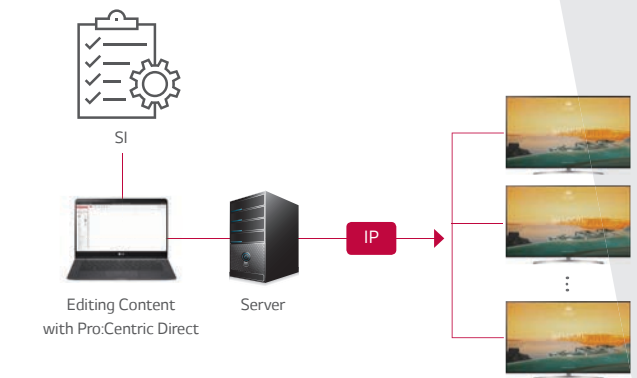 SI
Editing Content
with Pro:Centric Direct
Server
IP